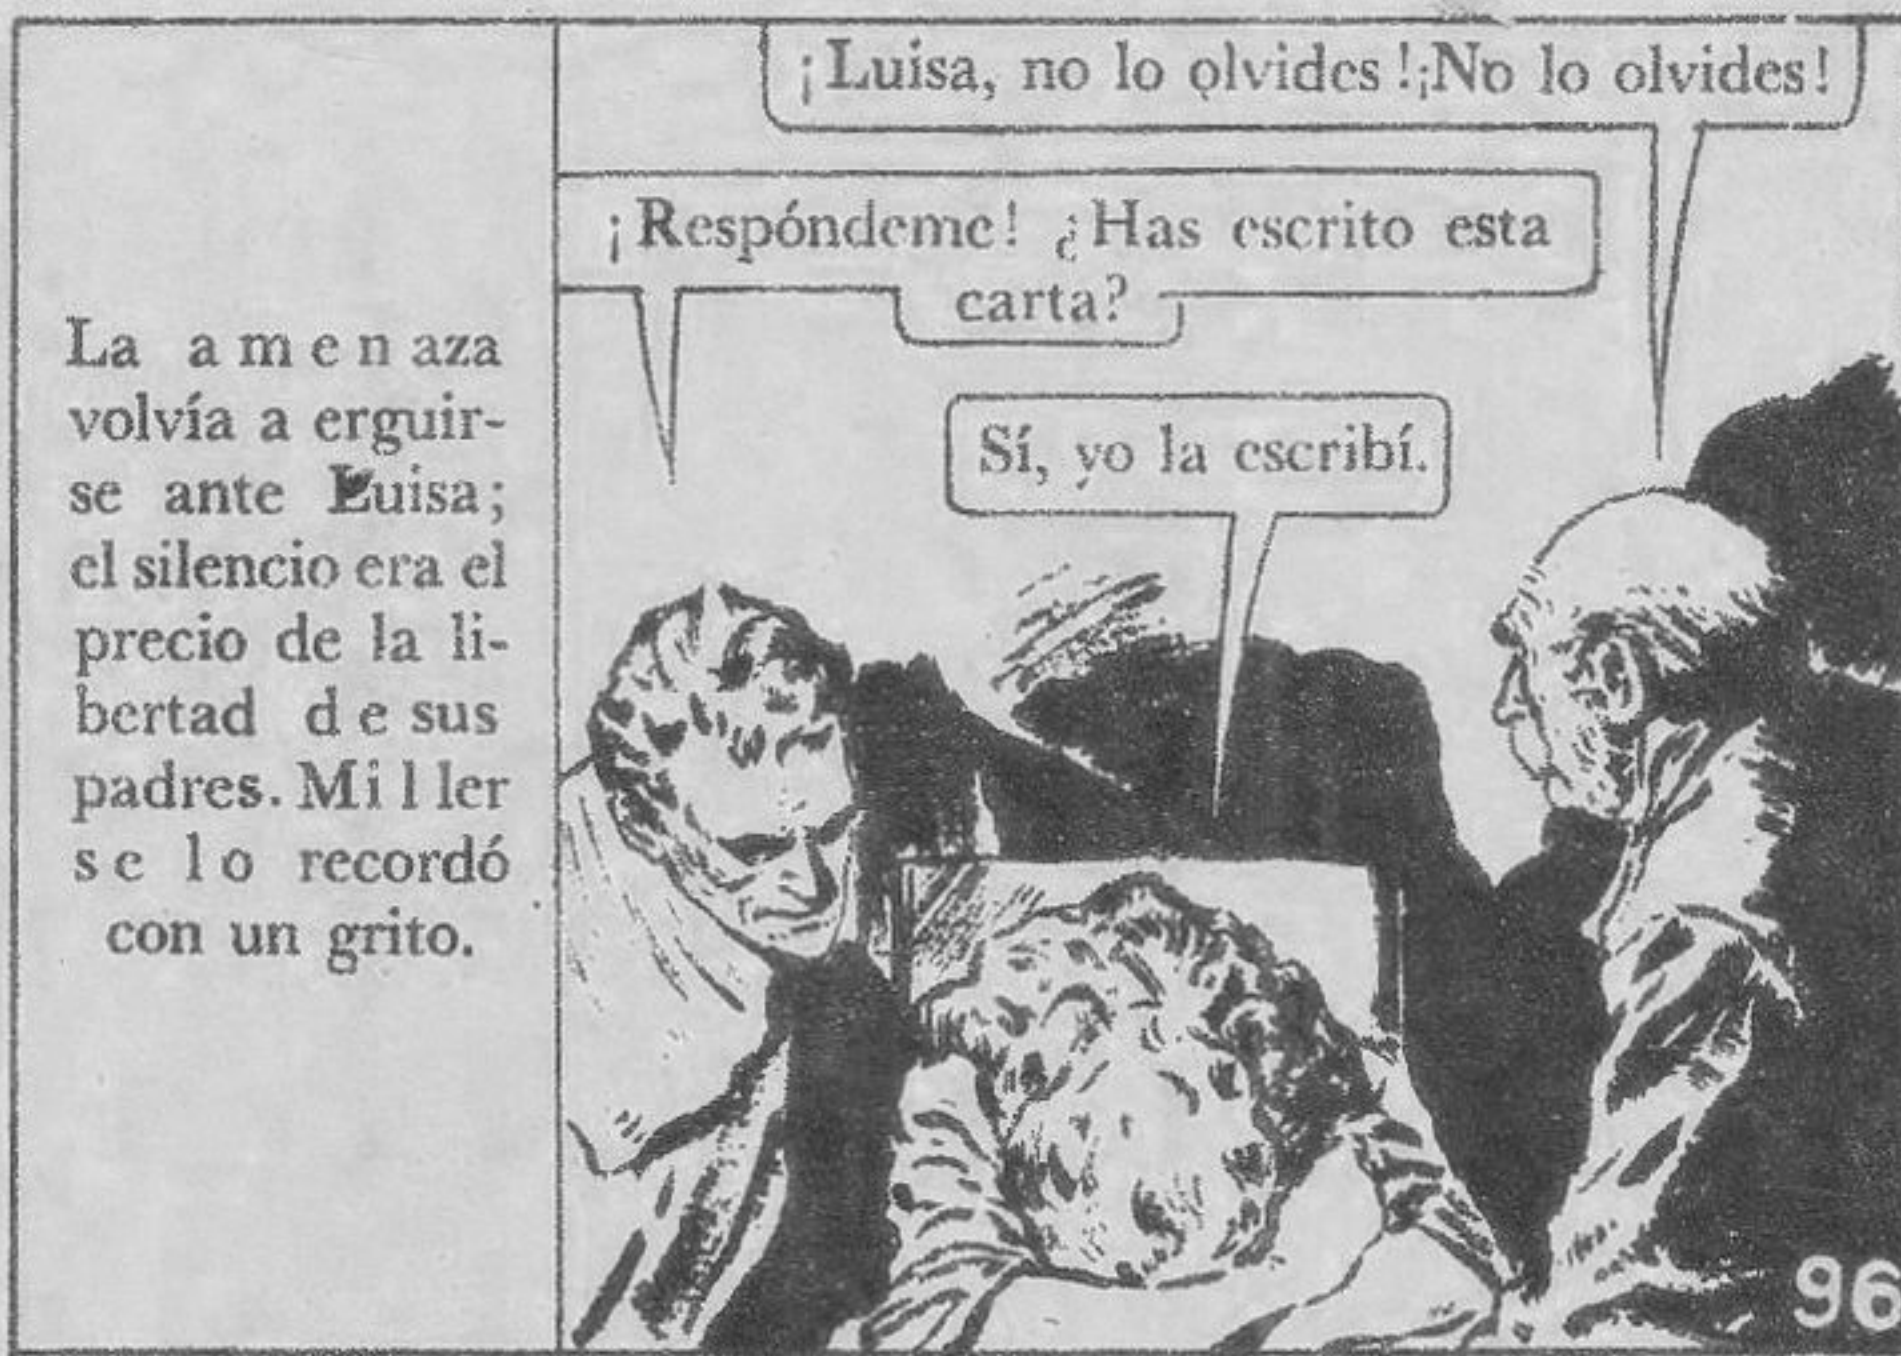 La amenaza
volvía a erguir-
se ante Luisa;
el silencio era el
precio de la li-
bertad de sus
padres. Miller
se lo recordó
con un grito.
¡Luisa, no lo olvides! ¡No lo olvides!
¡Respóndeme! ¿Has escrito esta
carta?
Sí, yo la escribí.
96